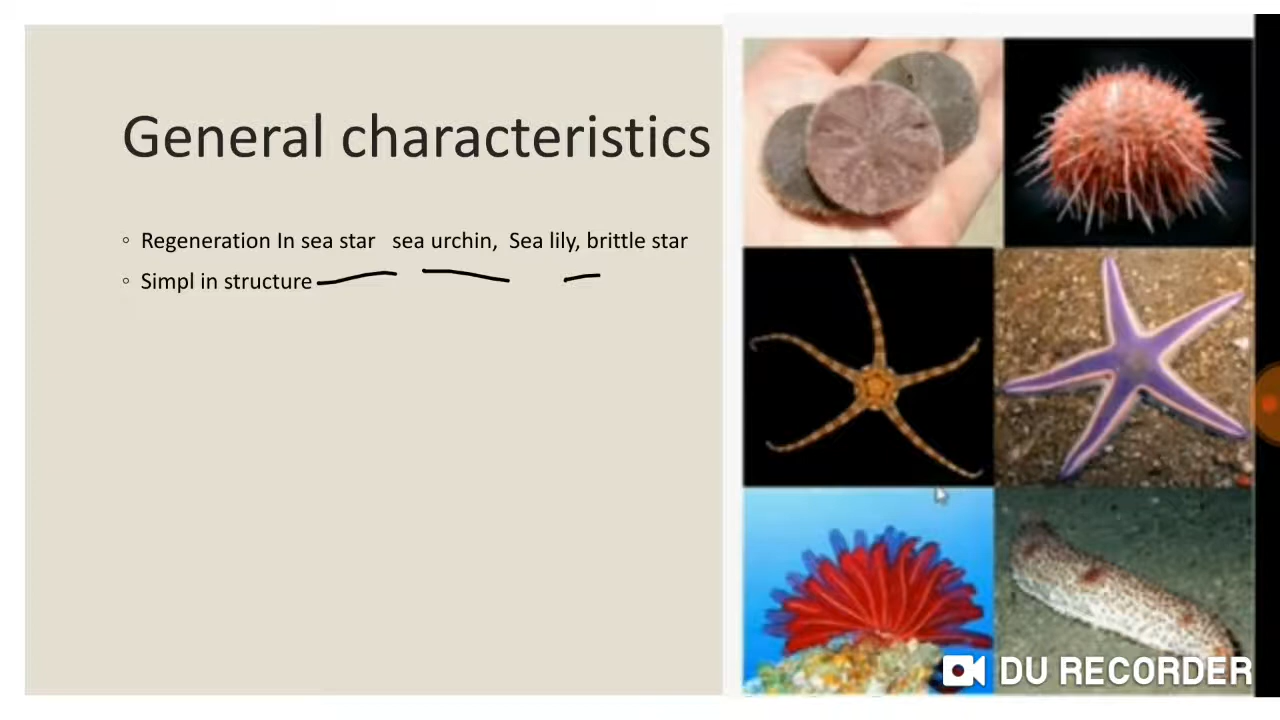 General characteristics
◦ Regeneration In sea star sea urchin, Sea lily, brittle star
◦ Simpl in structure
DU RECORDER